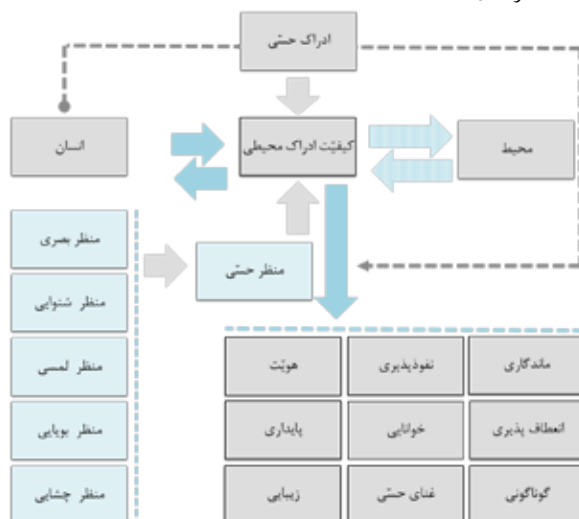 ادراک حسّی
انسان
کیفیّت ادراک محیطی
محیط
منظر بصری
منظر شنوایی
منظر لمسی
منظر بویایی
منظر چشایی
منظر حسّی
ماندگاری
نفوذپذیری
هویّت
انعطاف پذیری
خوانایی
پایداری
گوناگونی
غنای حسّی
زیبایی